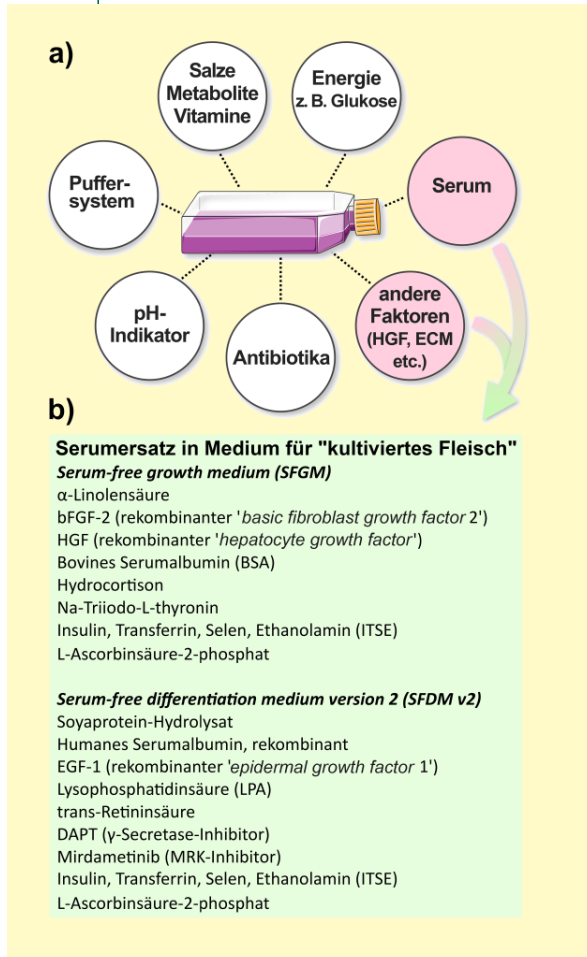 a)
Salze
Metabolite
Vitamine
Energie
z. B. Glukose
Puffer-
system
Serum
pH-
Indikator
Antibiotika
andere
Faktoren
(HGF, ECM
etc.)
b)
Serumersatz in Medium für "kultiviertes Fleisch"
Serum-free growth medium (SFGM)
α-Linolensäure
bFGF-2 (rekombinanter 'basic fibroblast growth factor 2')
HGF (rekombinanter 'hepatocyte growth factor')
Bovines Serumalbumin (BSA)
Hydrocortison
Na-Triiodo-L-thyronin
Insulin, Transferrin, Selen, Ethanolamin (ITSE)
L-Ascorbinsäure-2-phosphat
Serum-free differentiation medium version 2 (SFDM v2)
Soyaprotein-Hydrolysat
Humanes Serumalbumin, rekombinant
EGF-1 (rekombinanter 'epidermal growth factor 1')
Lysophosphatidinsäure (LPA)
trans-Retininsäure
DAPT (γ-Secretase-Inhibitor)
Mirdametinib (MRK-Inhibitor)
Insulin, Transferrin, Selen, Ethanolamin (ITSE)
L-Ascorbinsäure-2-phosphat